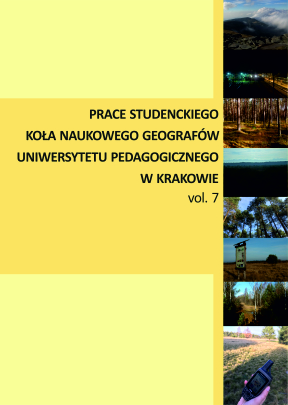 PRACE STUDENCKIEGO
KOŁA NAUKOWEGO GEOGRAFÓW
UNIWERSYTETU PEDAGOGICZNEGO
W KRAKOWIE
vol. 7